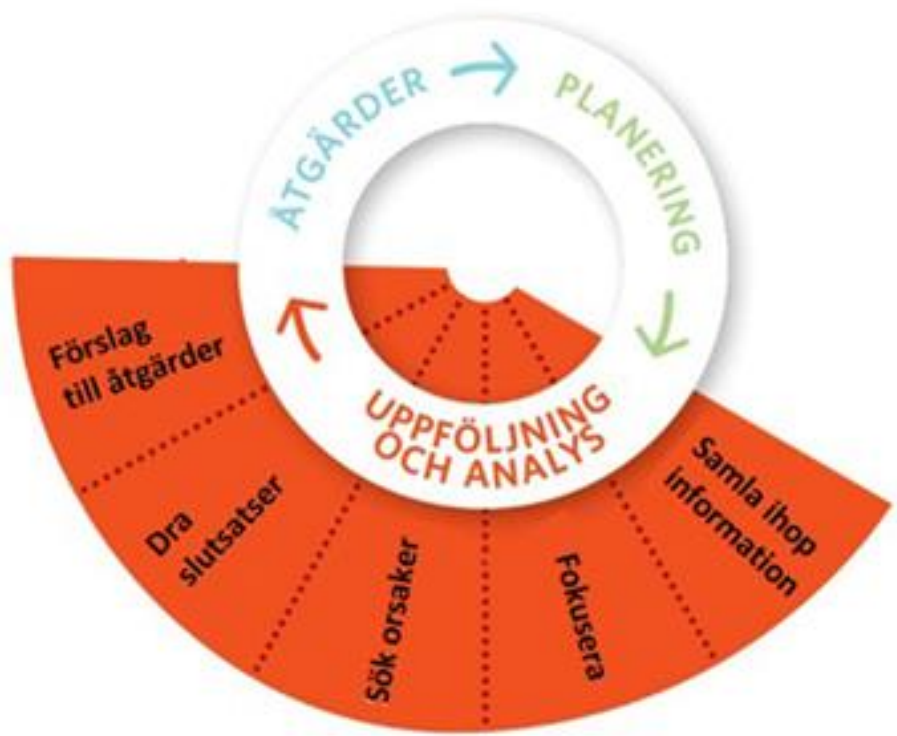 ÅTGÄRDER
PLANERING
UPPFÖLJNING
OCH ANALYS
Samla ihop
information
Fokusera
Sök orsaker
Dra
slutsatser
Förslag
till åtgärder